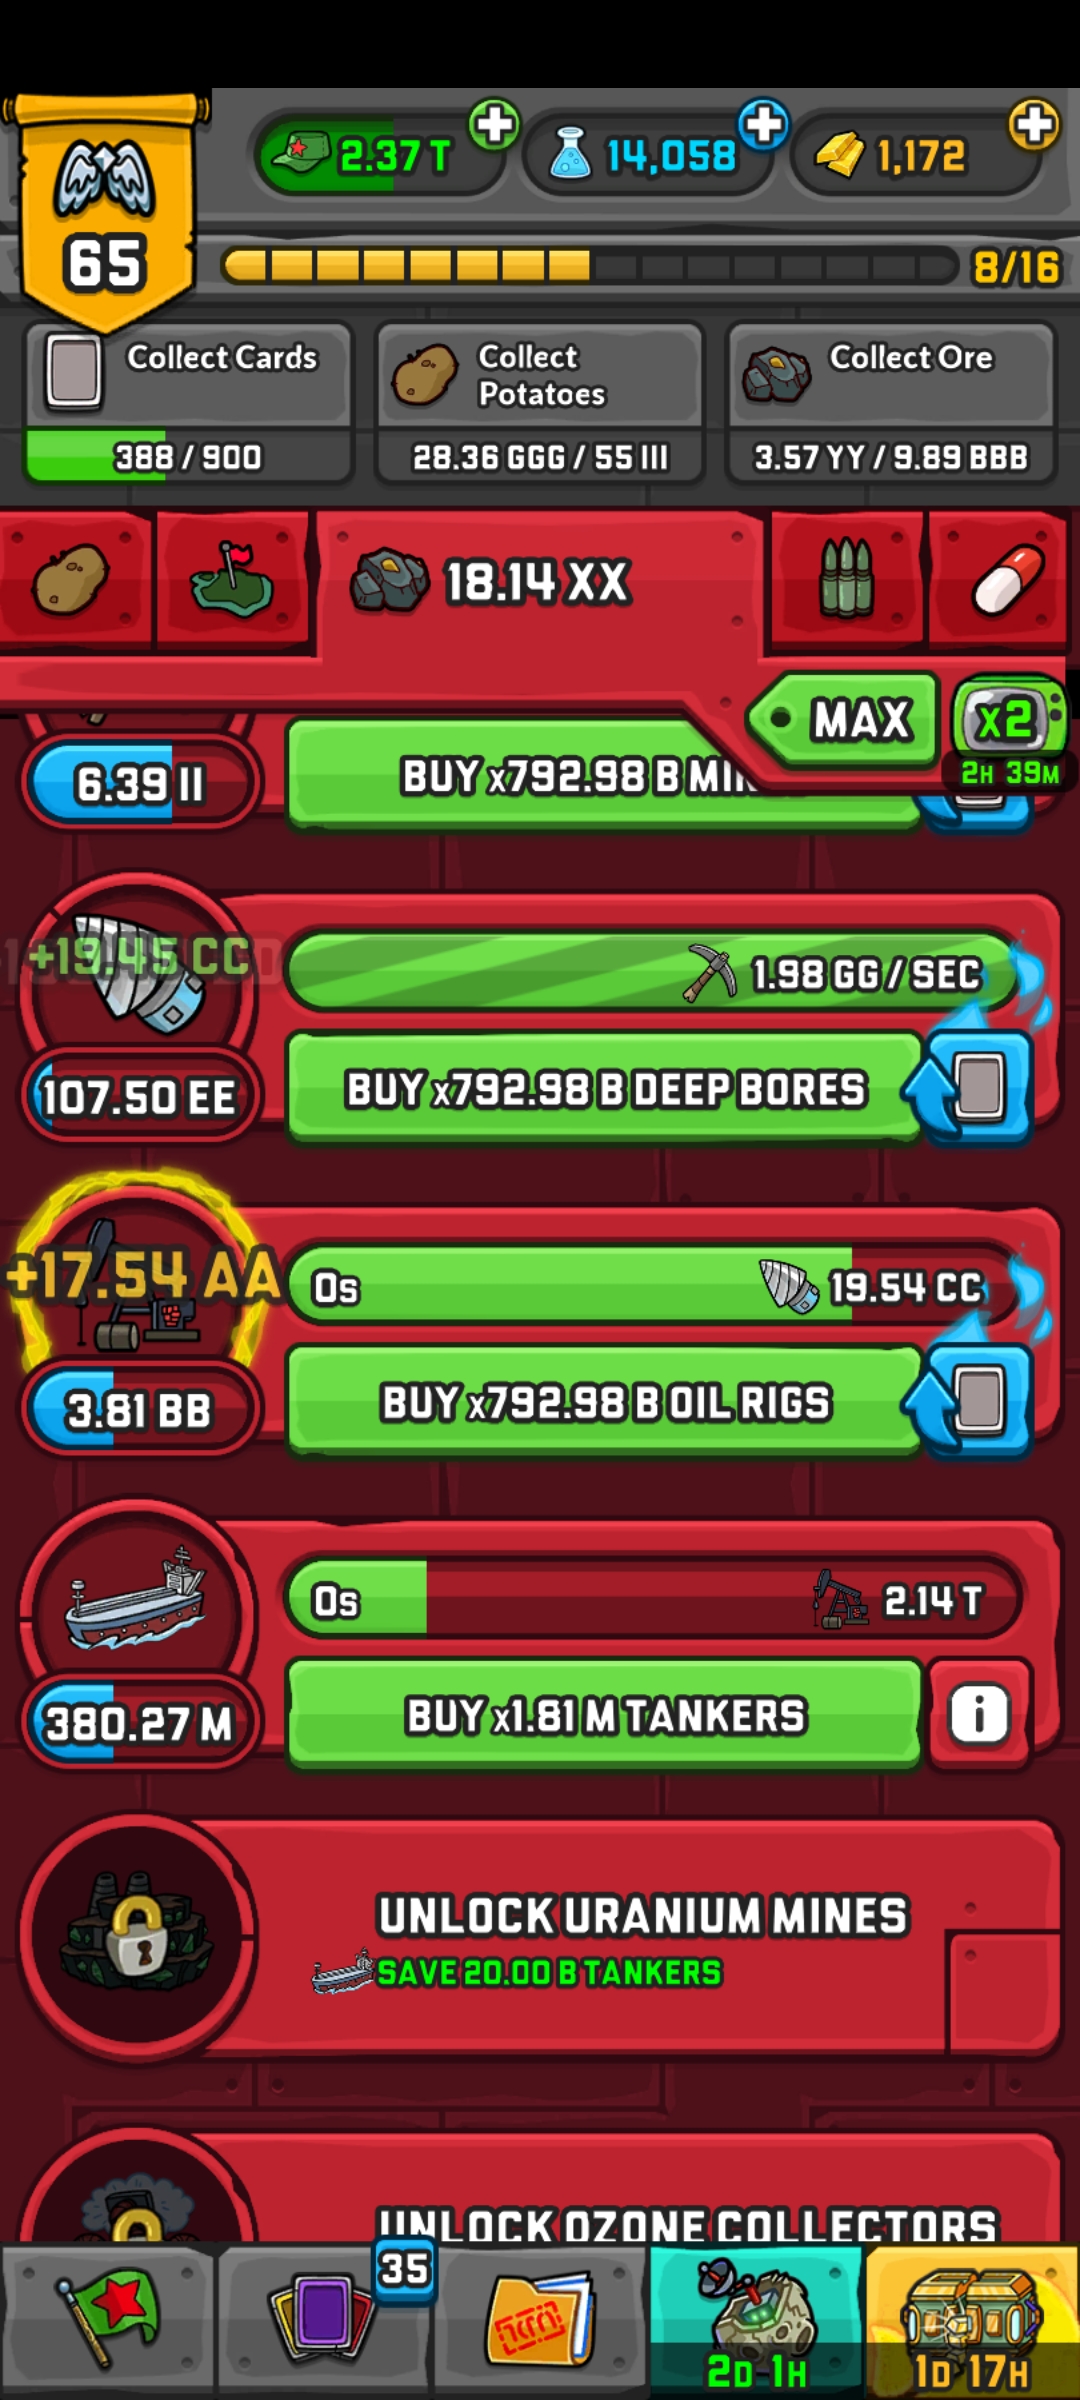 2.37 T
14,058
1,172
65
8/16
Collect Cards
388 / 900
Collect
Potatoes
28.36 GGG / 55 III
Collect Ore
3.57 YY / 9.89 BBB
18.14 XX
MAX
x2
2H 39M
6.39 II
BUY x792.98 B
+19.45 CC
1.98 GG / SEC
107.50 EE
BUY x792.98 B DEEP BORES
+17.54 AA
0s
19.54 CC
3.81 BB
BUY x792.98 B OIL RIGS
0s
2.14 T
380.27 M
BUY x1.81 M TANKERS
i
UNLOCK URANIUM MINES
SAVE 20.00 B TANKERS
UNLOCK OZONE COLLECTORS
35
2D 1H
1D 17H